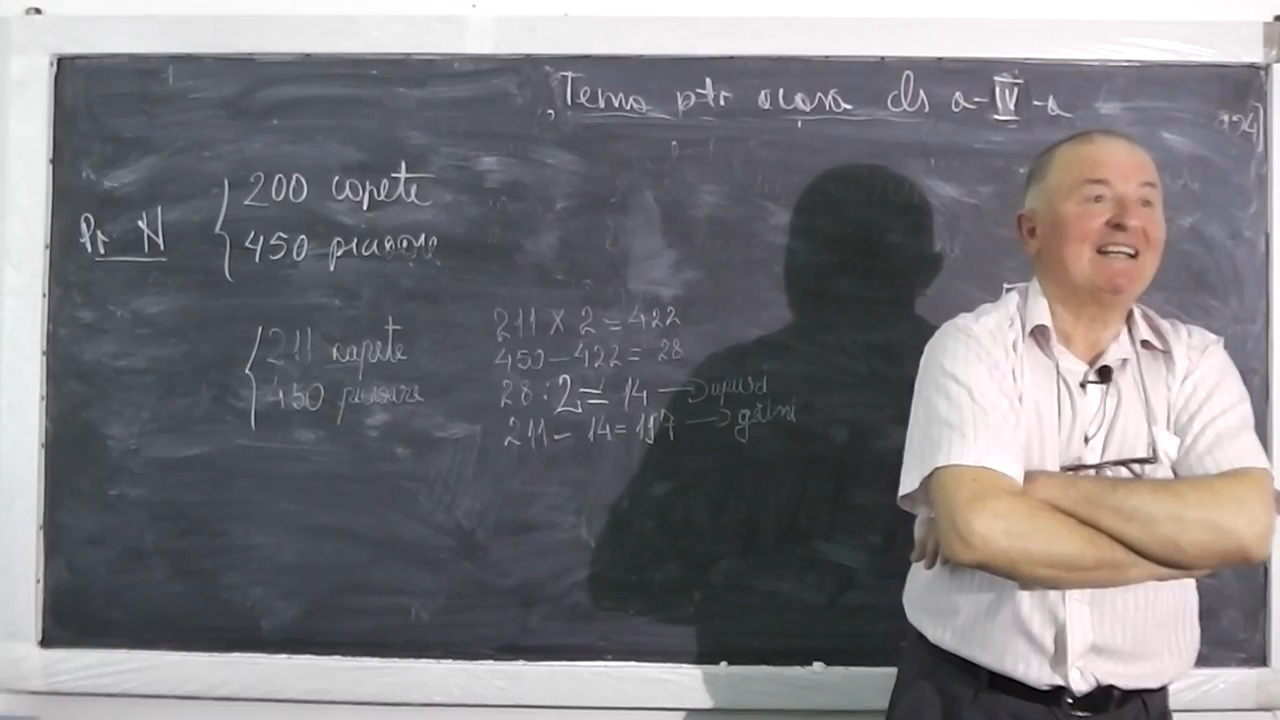 Tema ptr acasa cls a-IV-a
Pr N
200 capete
450 picioare
211 capete
450 picioare
211 x 2 = 422
450 - 422 = 28
28 : 2 = 14 → iepuri
211 - 14 = 197 → găini